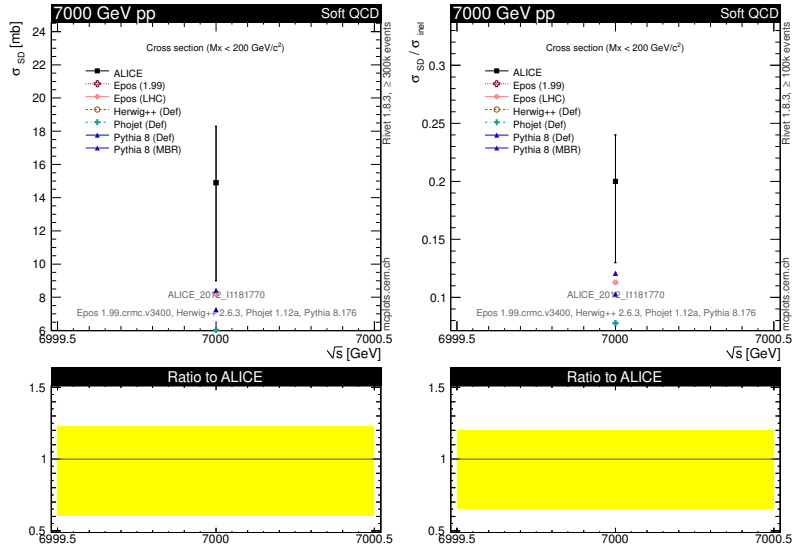 7000 GeV pp Soft QCD
σ SD [mb]
Cross section (Mx < 200 GeV/c²)
ALICE
Epos (1.99)
Epos (LHC)
Herwig++ (Def)
Phojet (Def)
Pythia 8 (Def)
Pythia 8 (MBR)
24
22
20
18
16
14
12
10
8
6
ALICE_2012_I1181770
Epos 1.99.crmc.v3400, Herwig++ 2.6.3, Phojet 1.12a, Pythia 8.176
6999.5 7000 7000.5
√s [GeV]
Rivet 1.8.3, ≥ 300k events
mcplots.cern.ch
Ratio to ALICE
1.5
1
0.5
6999.5 7000 7000.5
7000 GeV pp Soft QCD
σ SD / σ inel
Cross section (Mx < 200 GeV/c²)
ALICE
Epos (1.99)
Epos (LHC)
Herwig++ (Def)
Phojet (Def)
Pythia 8 (Def)
Pythia 8 (MBR)
0.3
0.25
0.2
0.15
0.1
ALICE_2012_I1181770
Epos 1.99.crmc.v3400, Herwig++ 2.6.3, Phojet 1.12a, Pythia 8.176
6999.5 7000 7000.5
√s [GeV]
Rivet 1.8.3, ≥ 100k events
mcplots.cern.ch
Ratio to ALICE
1.5
1
0.5
6999.5 7000 7000.5